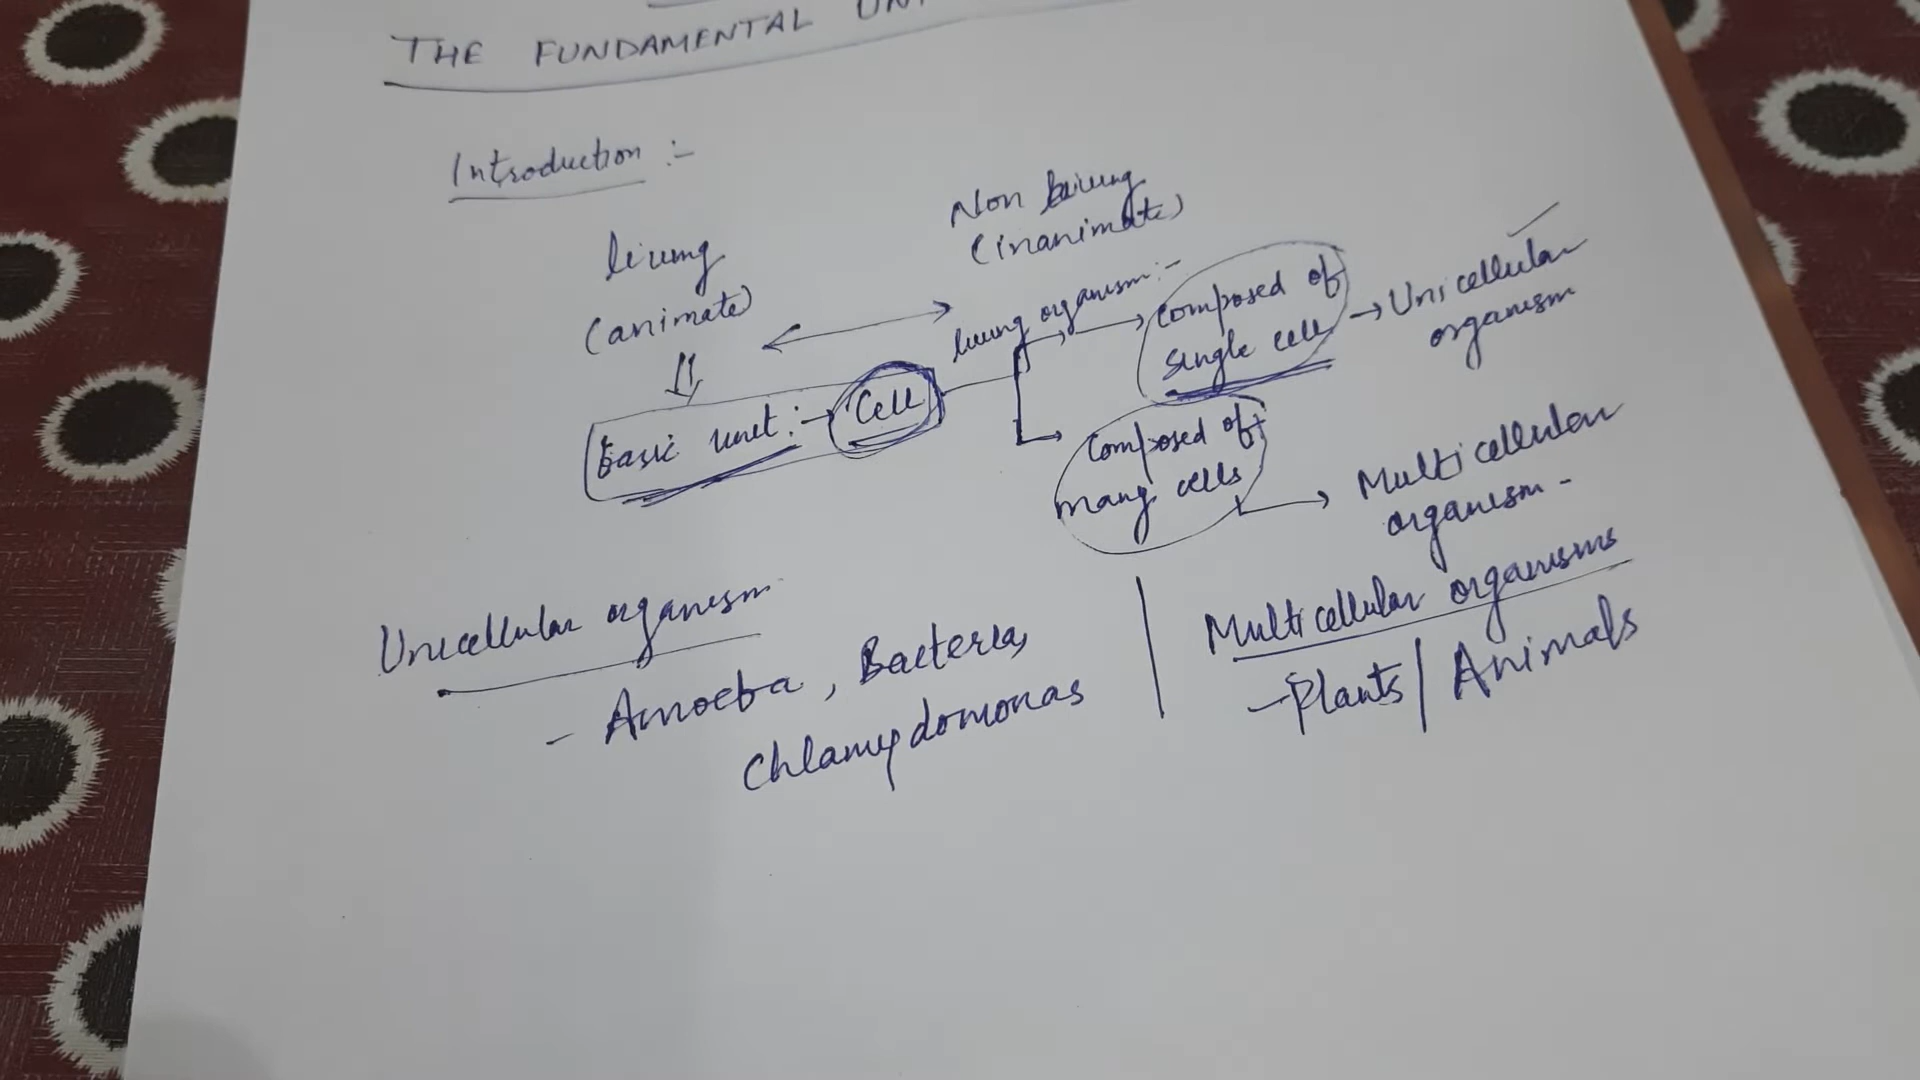 THE FUNDAMENTAL UN
Introduction :-
living
(animate)
Non living
(inanimate)
Basic unit :- Cell
living organism :-
Composed of
single cell
Unicellular
organism
Composed of
many cells
Multicellular
organism -
Unicellular organism
- Amoeba, Bacteria,
Chlamydomonas
Multicellular organisms
- Plants / Animals